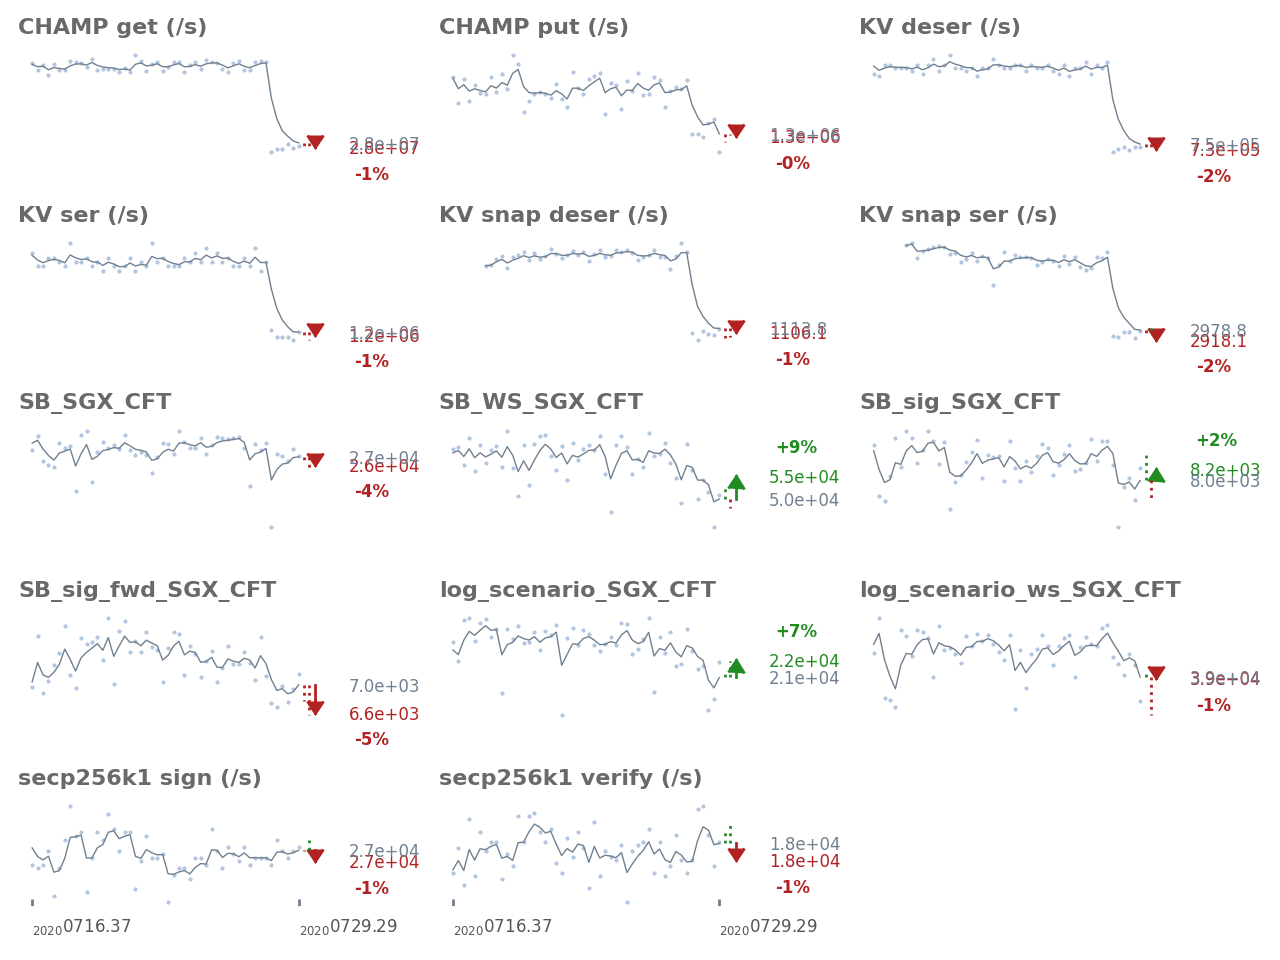 CHAMP get (/s)
2.8e+07
2.8e+07
-1%
CHAMP put (/s)
1.3e+06
1.3e+06
-0%
KV deser (/s)
7.5e+05
7.3e+05
-2%
KV ser (/s)
1.2e+06
1.2e+06
-1%
KV snap deser (/s)
1113.8
1106.1
-1%
KV snap ser (/s)
2978.8
2918.1
-2%
SB_SGX_CFT
2.7e+04
2.6e+04
-4%
SB_WS_SGX_CFT
+9%
5.5e+04
5.0e+04
SB_sig_SGX_CFT
+2%
8.2e+03
8.0e+03
SB_sig_fwd_SGX_CFT
7.0e+03
6.6e+03
-5%
log_scenario_SGX_CFT
+7%
2.2e+04
2.1e+04
log_scenario_ws_SGX_CFT
3.9e+04
3.9e+04
-1%
secp256k1 sign (/s)
2.7e+04
2.7e+04
-1%
20200716.37
20200729.29
secp256k1 verify (/s)
1.8e+04
1.8e+04
-1%
20200716.37
20200729.29